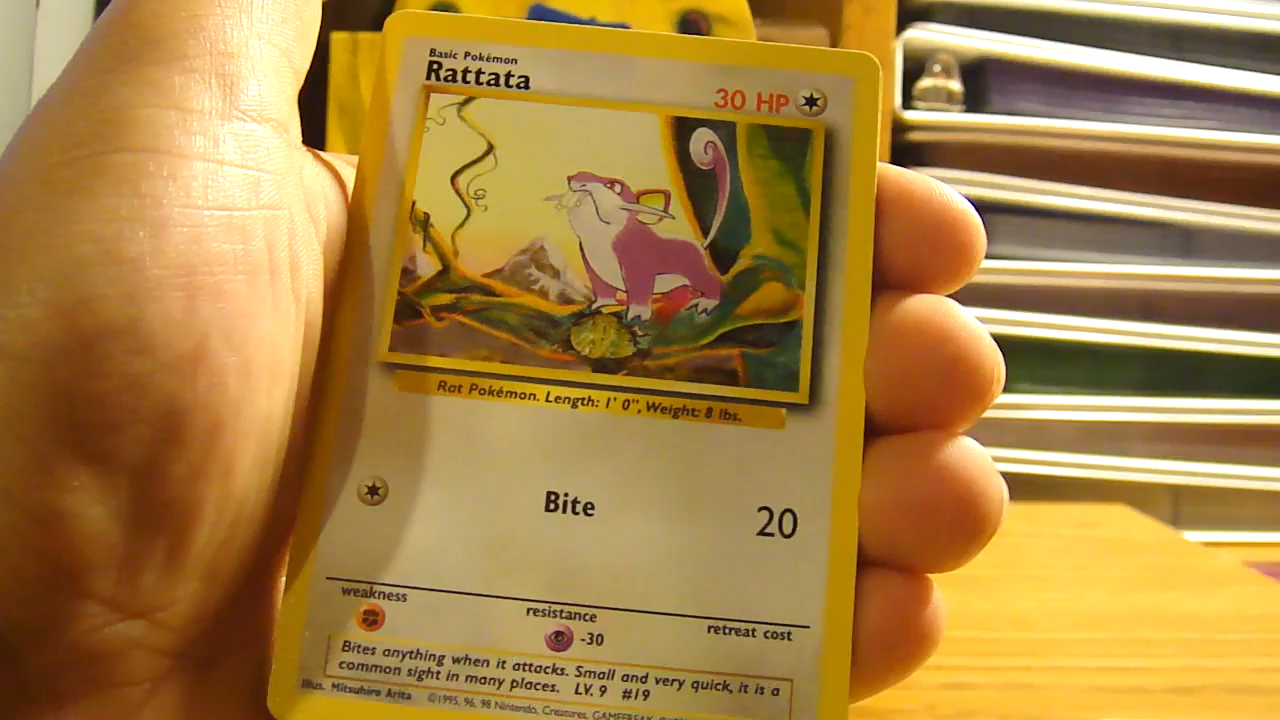 Basic Pokémon
Rattata
30 HP
Rat Pokémon. Length: 1' 0", Weight: 8 lbs.
Bite 20
weakness resistance retreat cost
-30
Bites anything when it attacks. Small and very quick, it is a
common sight in many places. LV. 9 #19
Illus. Mitsuhiro Arita ©1995, 96, 98 Nintendo, Creatures, GAMEFREAK.